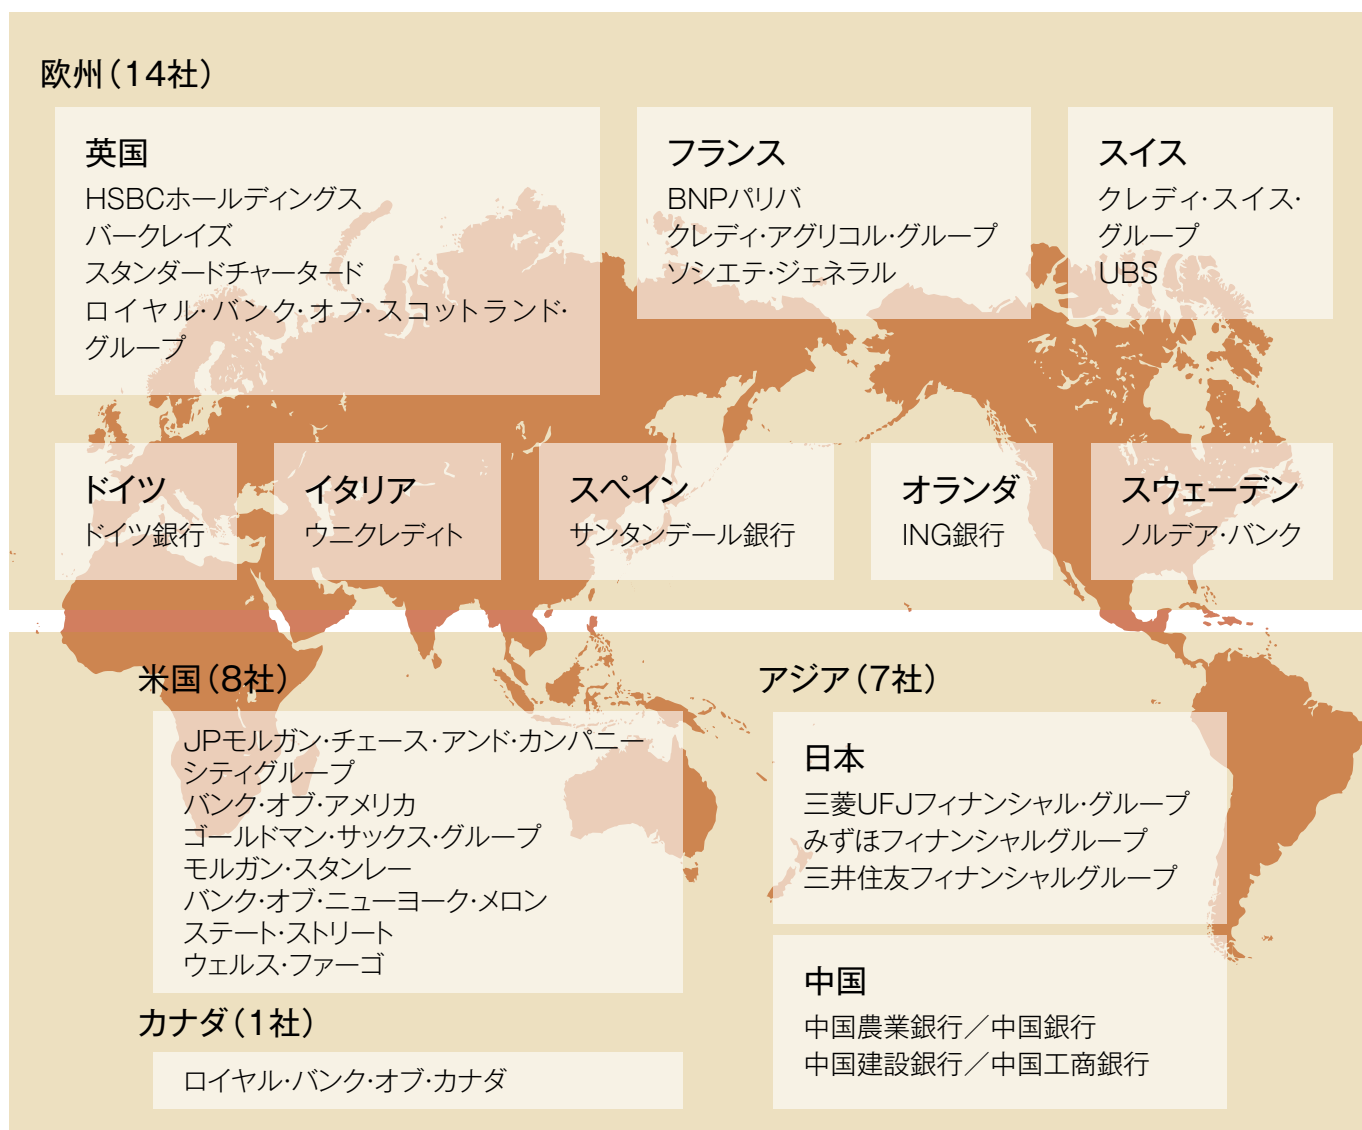 欧州（14社）
英国
HSBCホールディングス
バークレイズ
スタンダードチャータード
ロイヤル・バンク・オブ・スコットランド・
グループ
フランス
BNPパリバ
クレディ・アグリコル・グループ
ソシエテ・ジェネラル
スイス
クレディ・スイス・
グループ
UBS
ドイツ
ドイツ銀行
イタリア
ウニクレディト
スペイン
サンタンデール銀行
オランダ
ING銀行
スウェーデン
ノルデア・バンク
米国（8社）
JPモルガン・チェース・アンド・カンパニー
シティグループ
バンク・オブ・アメリカ
ゴールドマン・サックス・グループ
モルガン・スタンレー
バンク・オブ・ニューヨーク・メロン
ステート・ストリート
ウェルス・ファーゴ
カナダ（1社）
ロイヤル・バンク・オブ・カナダ
アジア（7社）
日本
三菱UFJフィナンシャル・グループ
みずほフィナンシャルグループ
三井住友フィナンシャルグループ
中国
中国農業銀行／中国銀行
中国建設銀行／中国工商銀行